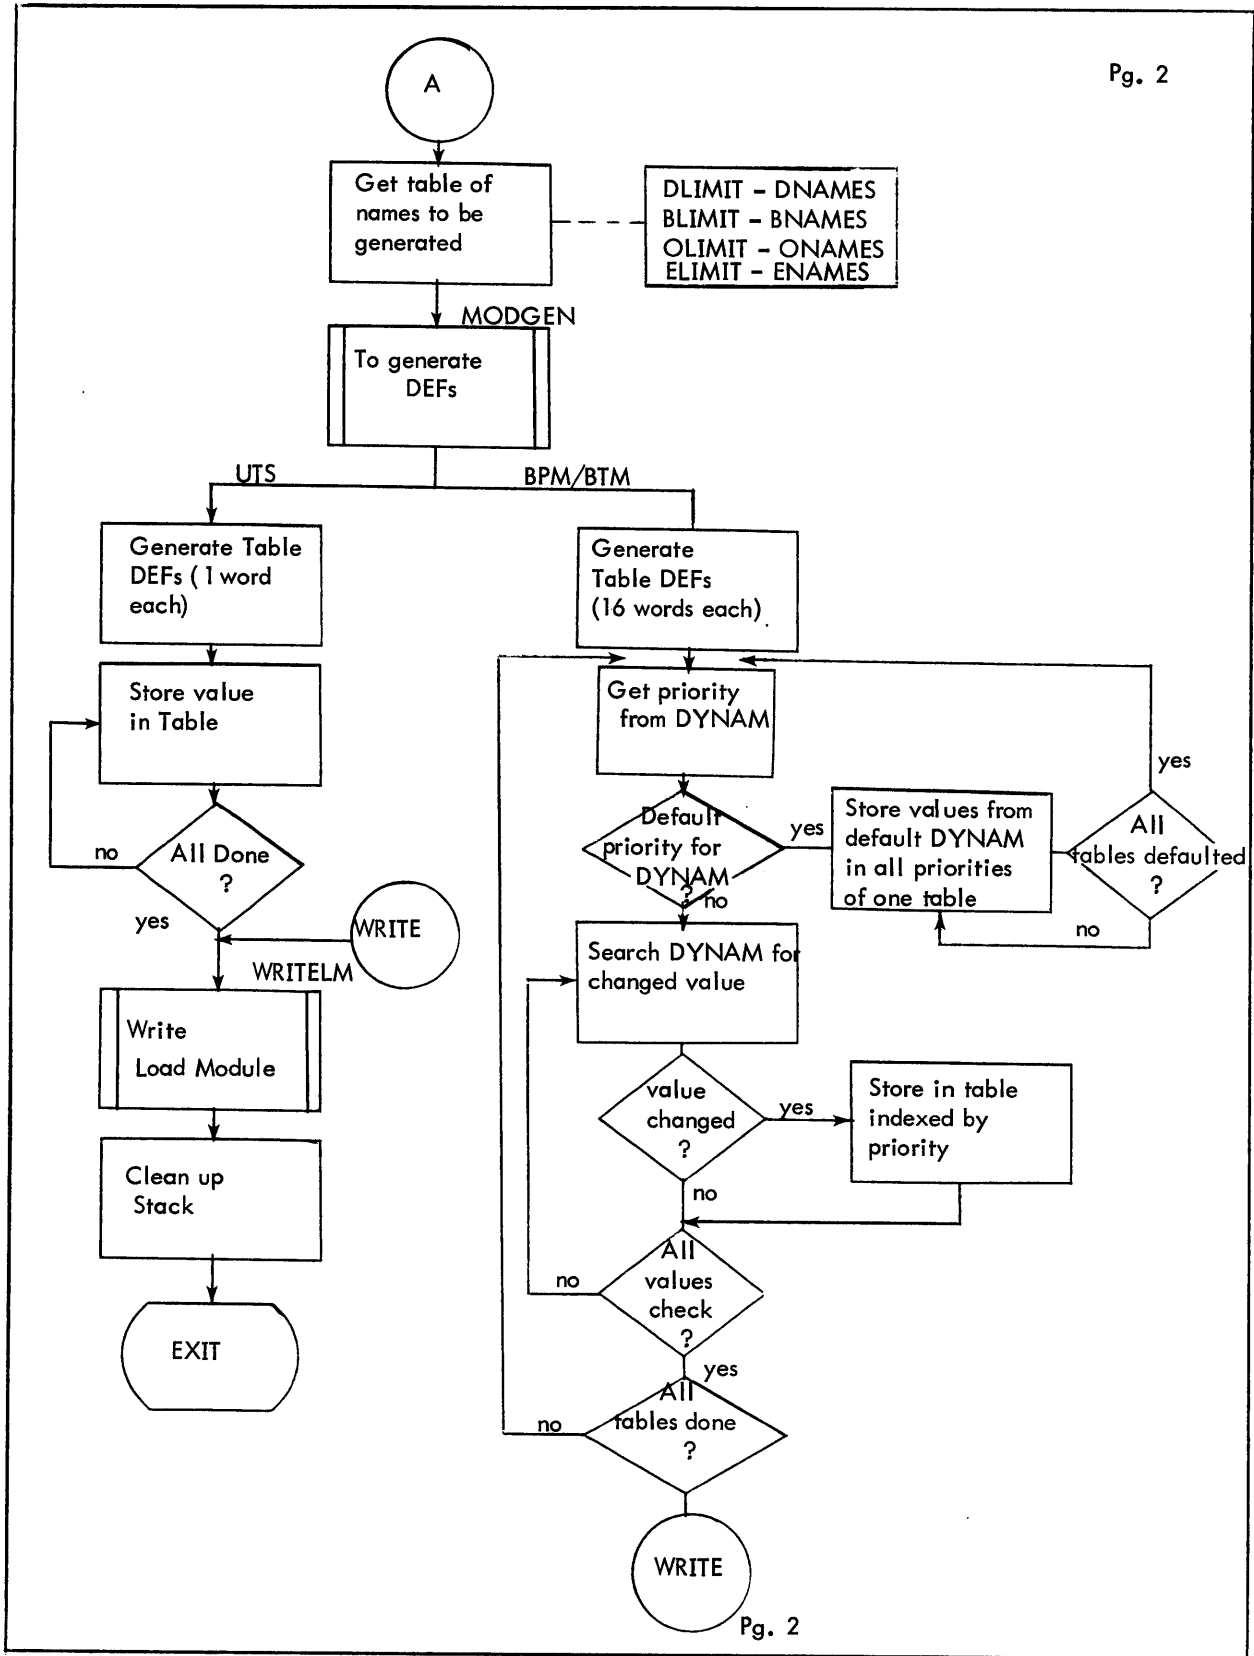 Pg. 2
A
Get table of
names to be
generated
DLIMIT - DNAMES
BLIMIT - BNAMES
OLIMIT - ONAMES
ELIMIT - ENAMES
MODGEN
To generate
DEFs
UTS
BPM/BTM
Generate Table
DEFs ( 1 word
each)
Store value
in Table
All Done
?
no
yes
WRITE
WRITELM
Write
Load Module
Clean up
Stack
EXIT
Generate
Table DEFs
(16 words each)
Get priority
from DYNAM
Default
priority for
DYNAM
?
yes
no
Store values from
default DYNAM
in all priorities
of one table
All
tables defaulted
?
yes
no
Search DYNAM for
changed value
value
changed
?
yes
no
Store in table
indexed by
priority
All
values
check
?
no
yes
All
tables done
?
no
WRITE
Pg. 2